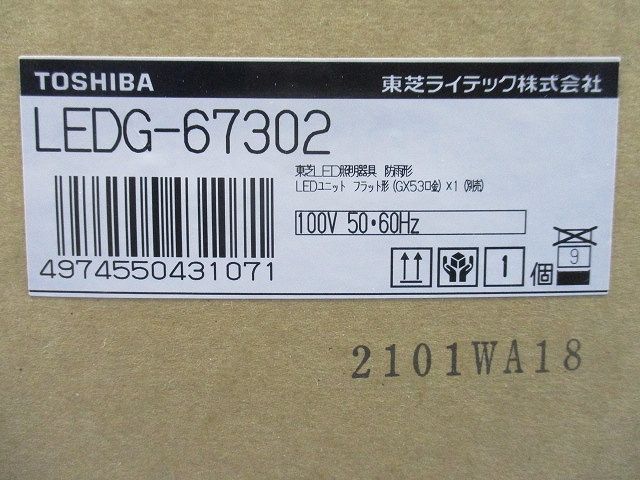 TOSHIBA 東芝ライテック株式会社
LEDG-67302
東芝LED照明器具 防雨形
LEDユニット フラット形 (GX53口金) X1 (別売)
100V 50・60Hz
4974550431071
1 個 9
2101WA18